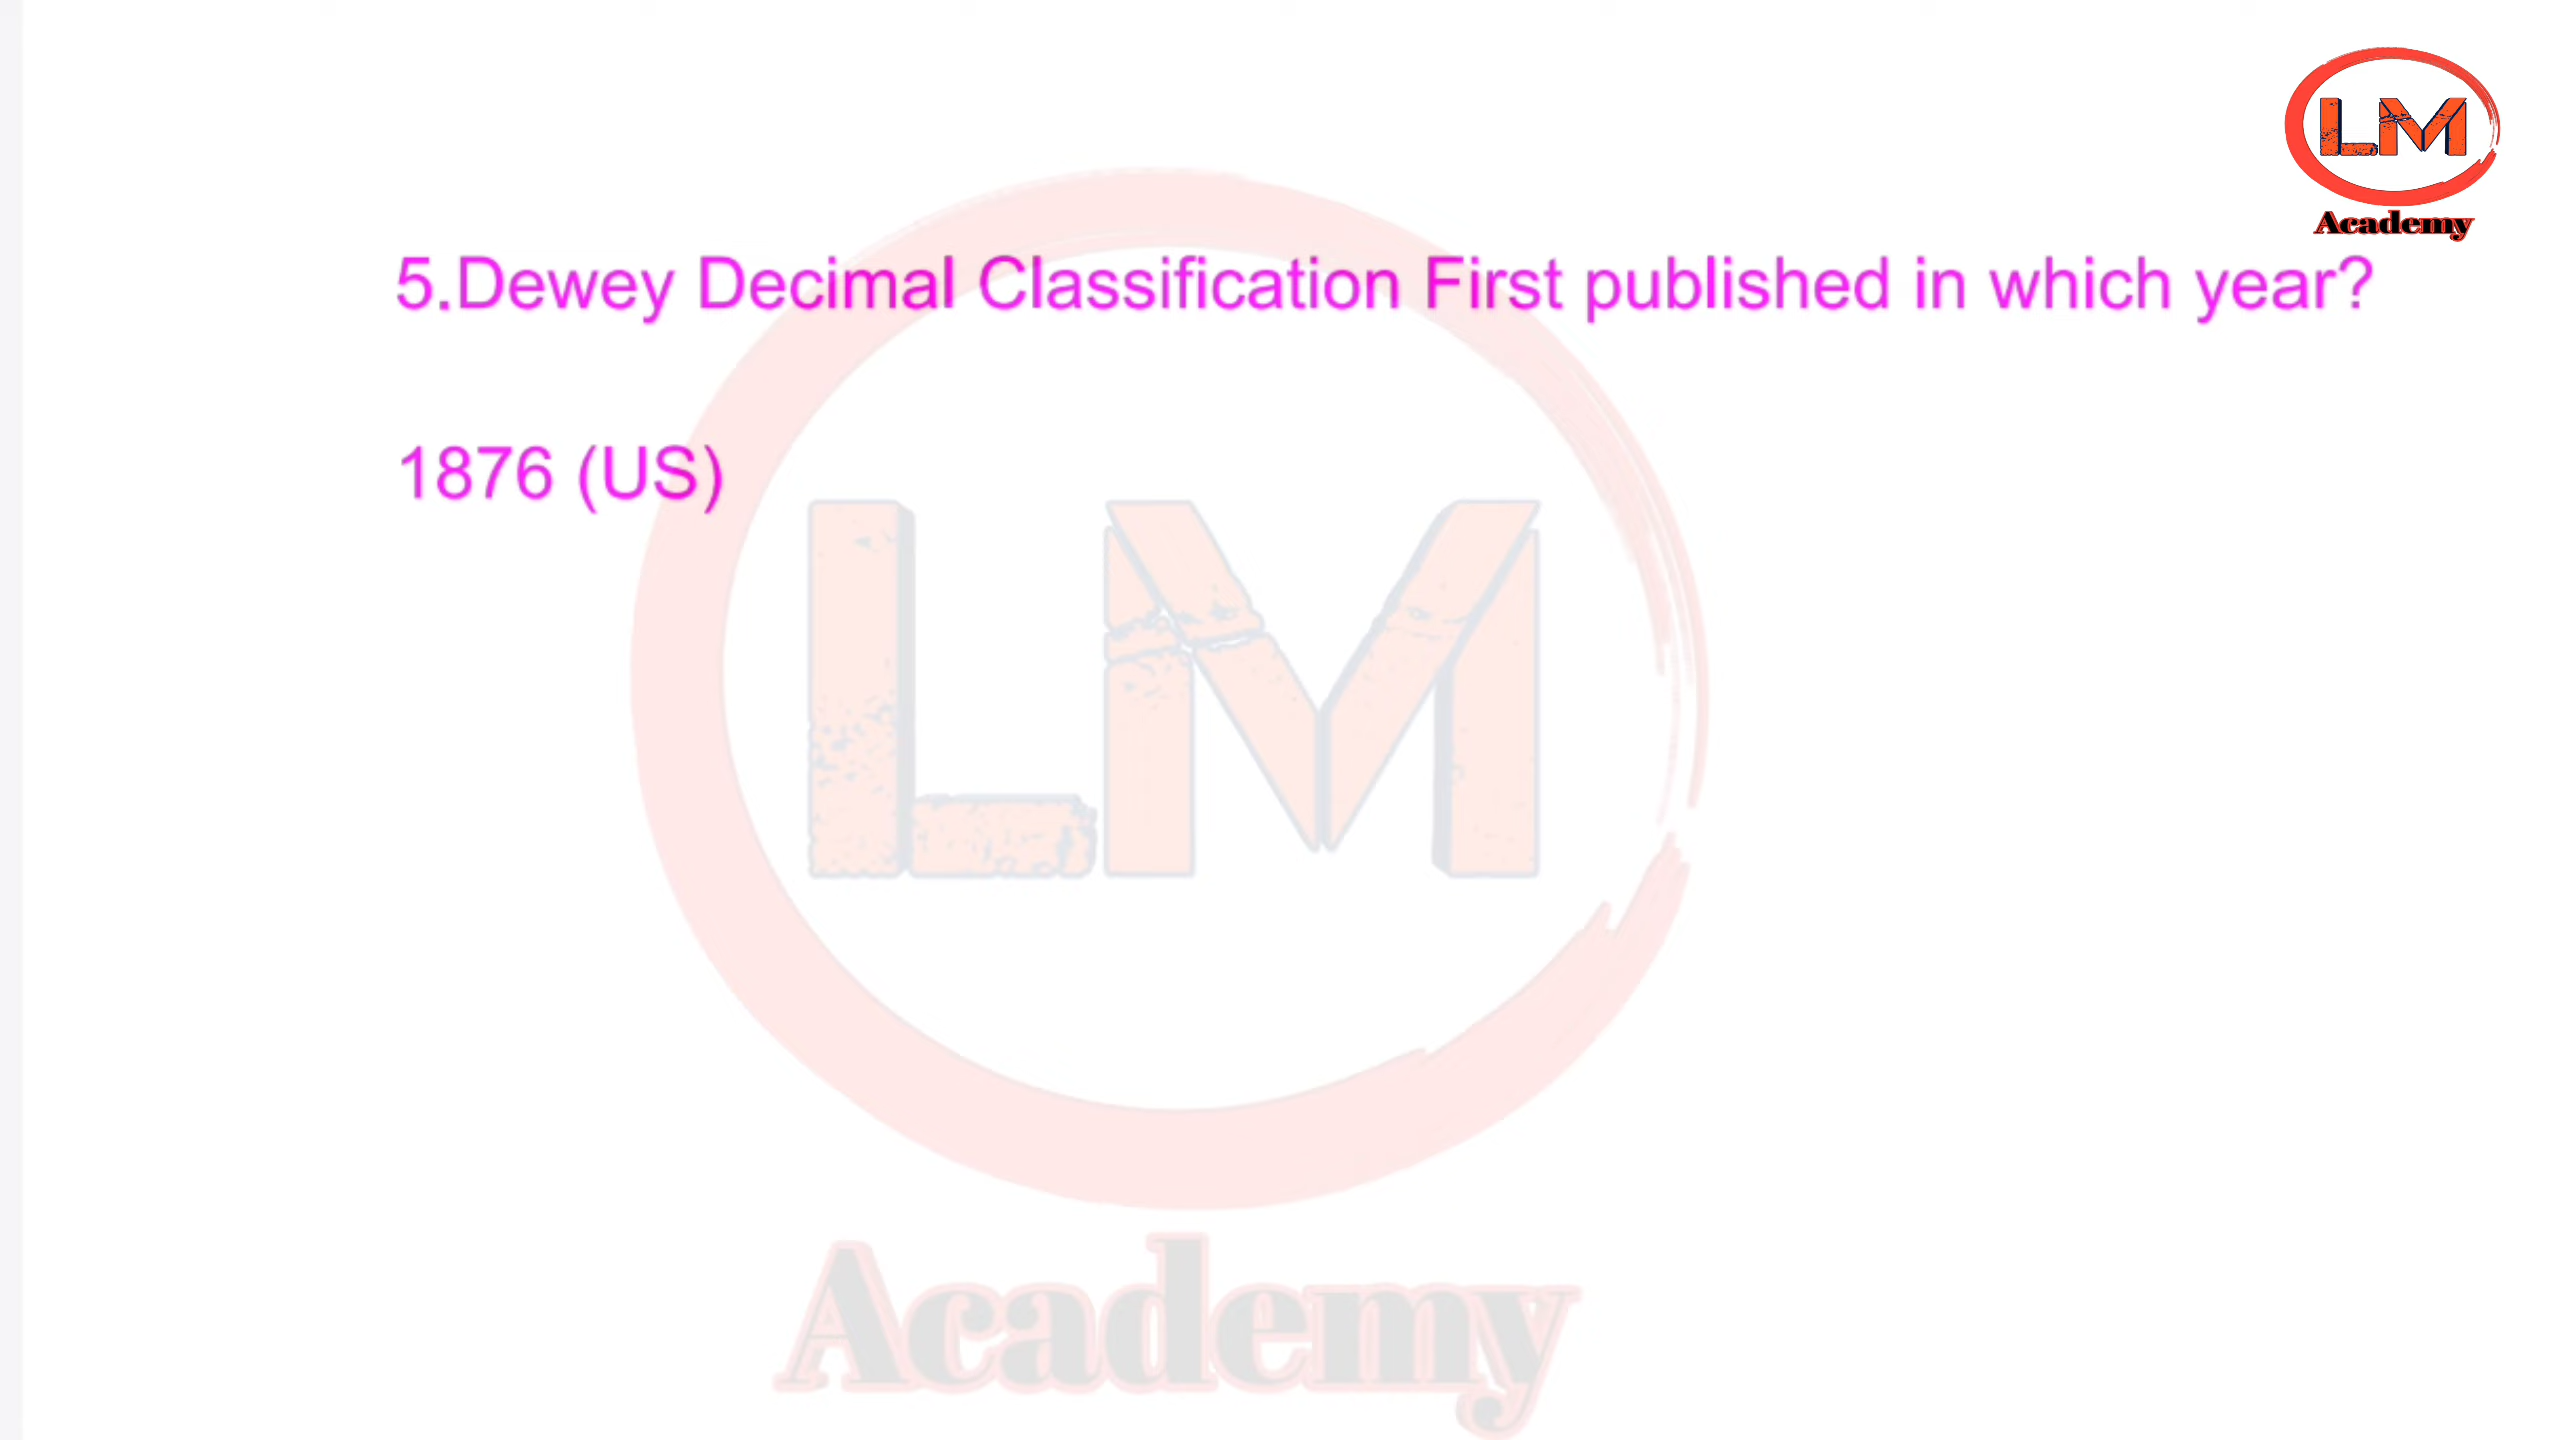 LM
Academy
5.Dewey Decimal Classification First published in which year?
1876 (US)
LM
Academy